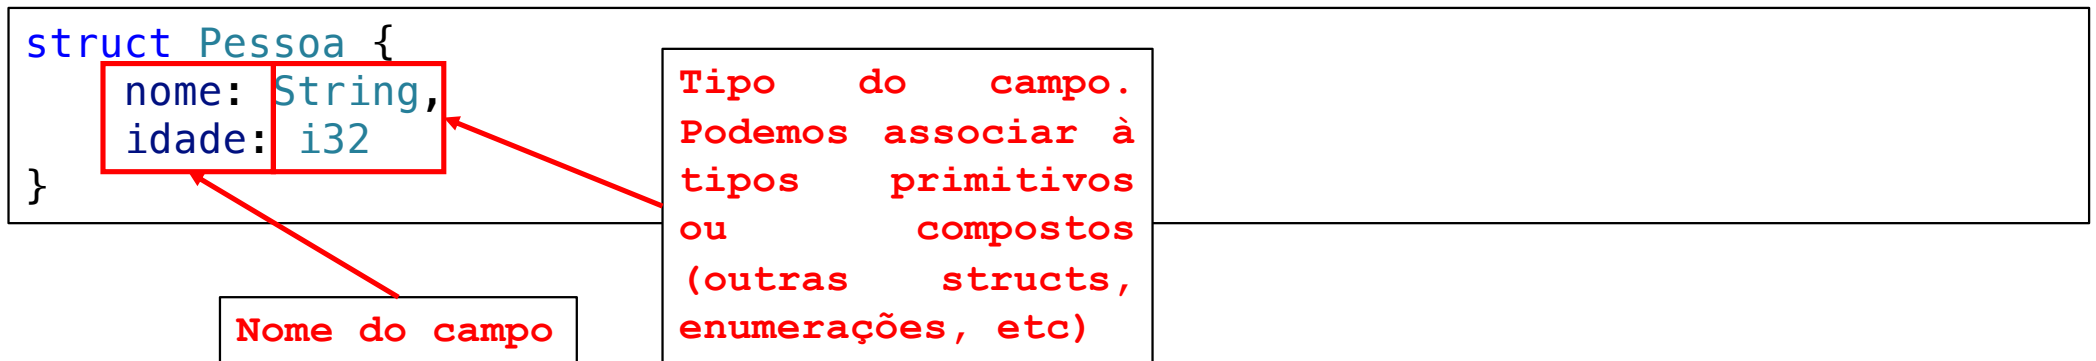 struct Pessoa {
nome: String,
idade: i32
}
Tipo do campo.
Podemos associar à
tipos primitivos
ou compostos
(outras structs,
enumerações, etc)
Nome do campo